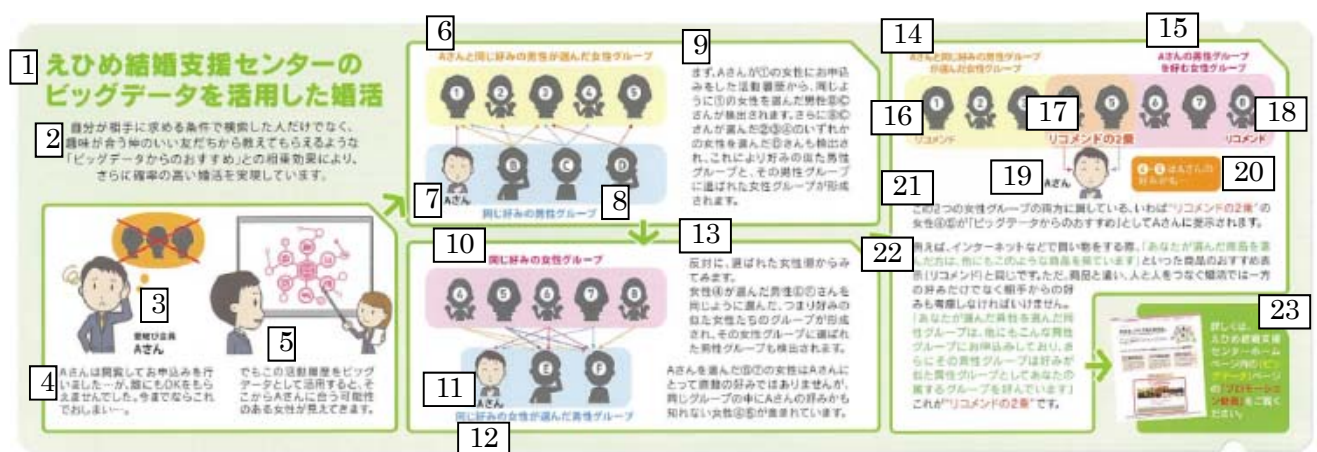 1
えひめ結婚支援センターの
ビッグデータを活用した婚活
2
自分が相手に求める条件で検索した人だけでなく、
趣味が合う仲のいい友だちから教えてもらえるような
「ビッグデータからのおすすめ」との相乗効果により、
さらに確率の高い婚活を実現しています。
3
愛結び会員
Aさん
4
Aさんは閲覧してお申込みを行
いました…が、誰にもOKをもら
えませんでした。今までならこれ
でおしまい…。
5
でもこの活動履歴をビッグ
データとして活用すると、そ
こからAさんに合う可能性
のある女性が見えてきます。
6
Aさんと同じ好みの男性が選んだ女性グループ
1 2 3 4 5
B C D
7
Aさん
8
同じ好みの男性グループ
9
まず、Aさんが①の女性にお申込
みをした活動履歴から、同じよ
うに①の女性を選んだ男性ⒷⒸ
さんが検出されます。さらにⒷⒸ
さんが選んだ②③④のいずれか
の女性を選んだⒹさんも検出さ
れ、これにより好みの似た男性
グループと、その男性グループ
に選ばれた女性グループが形成
されます。
10
同じ好みの女性グループ
4 5 6 7 8
E F
11
Aさん
12
同じ好みの女性が選んだ男性グループ
13
反対に、選ばれた女性側からみ
てみます。
女性④が選んだ男性ⒺⒻさんを
同じように選んだ、つまり好みの
似た女性たちのグループが形成
され、その女性グループに選ばれ
た男性グループも検出されます。
Aさんを選んだ⑥⑦の女性はAさんに
とって直接の好みではありませんが、
同じグループの中にAさんの好みかも
知れない女性④⑤が含まれています。
14
Aさんと同じ好みの男性グループ
が選んだ女性グループ
15
Aさんの男性グループ
を好む女性グループ
1 2 3 5 6 7 8
16
リコメンド
17
リコメンドの2乗
18
リコメンド
19
Aさん
20
4 5 はAさんの
好みかも…
21
この2つの女性グループの両方に属している、いわば“リコメンドの2乗”の
女性④⑤が「ビッグデータからのおすすめ」としてAさんに提示されます。
22
例えば、インターネットなどで買い物をする際、「あなたが選んだ商品を選
んだ方は、他にもこのような商品を見ています」といった商品のおすすめ表
示(リコメンド)と同じです。ただ、商品と違い、人と人をつなぐ婚活では一方
の好みだけでなく相手からの好
みも考慮しなければいけません。
「あなたが選んだ異性を選んだ同
性グループは、他にもこんな異性
グループにお申込みしており、さ
らにその異性グループは好みが
似た異性グループとしてあなたの
属するグループを好んでいます」
これが“リコメンドの2乗”です。
23
詳しくは、
えひめ結婚支援
センターホーム
ページ内の「ビッ
グデータ」ページ
の「プロモーショ
ン動画」をご覧く
ださい。